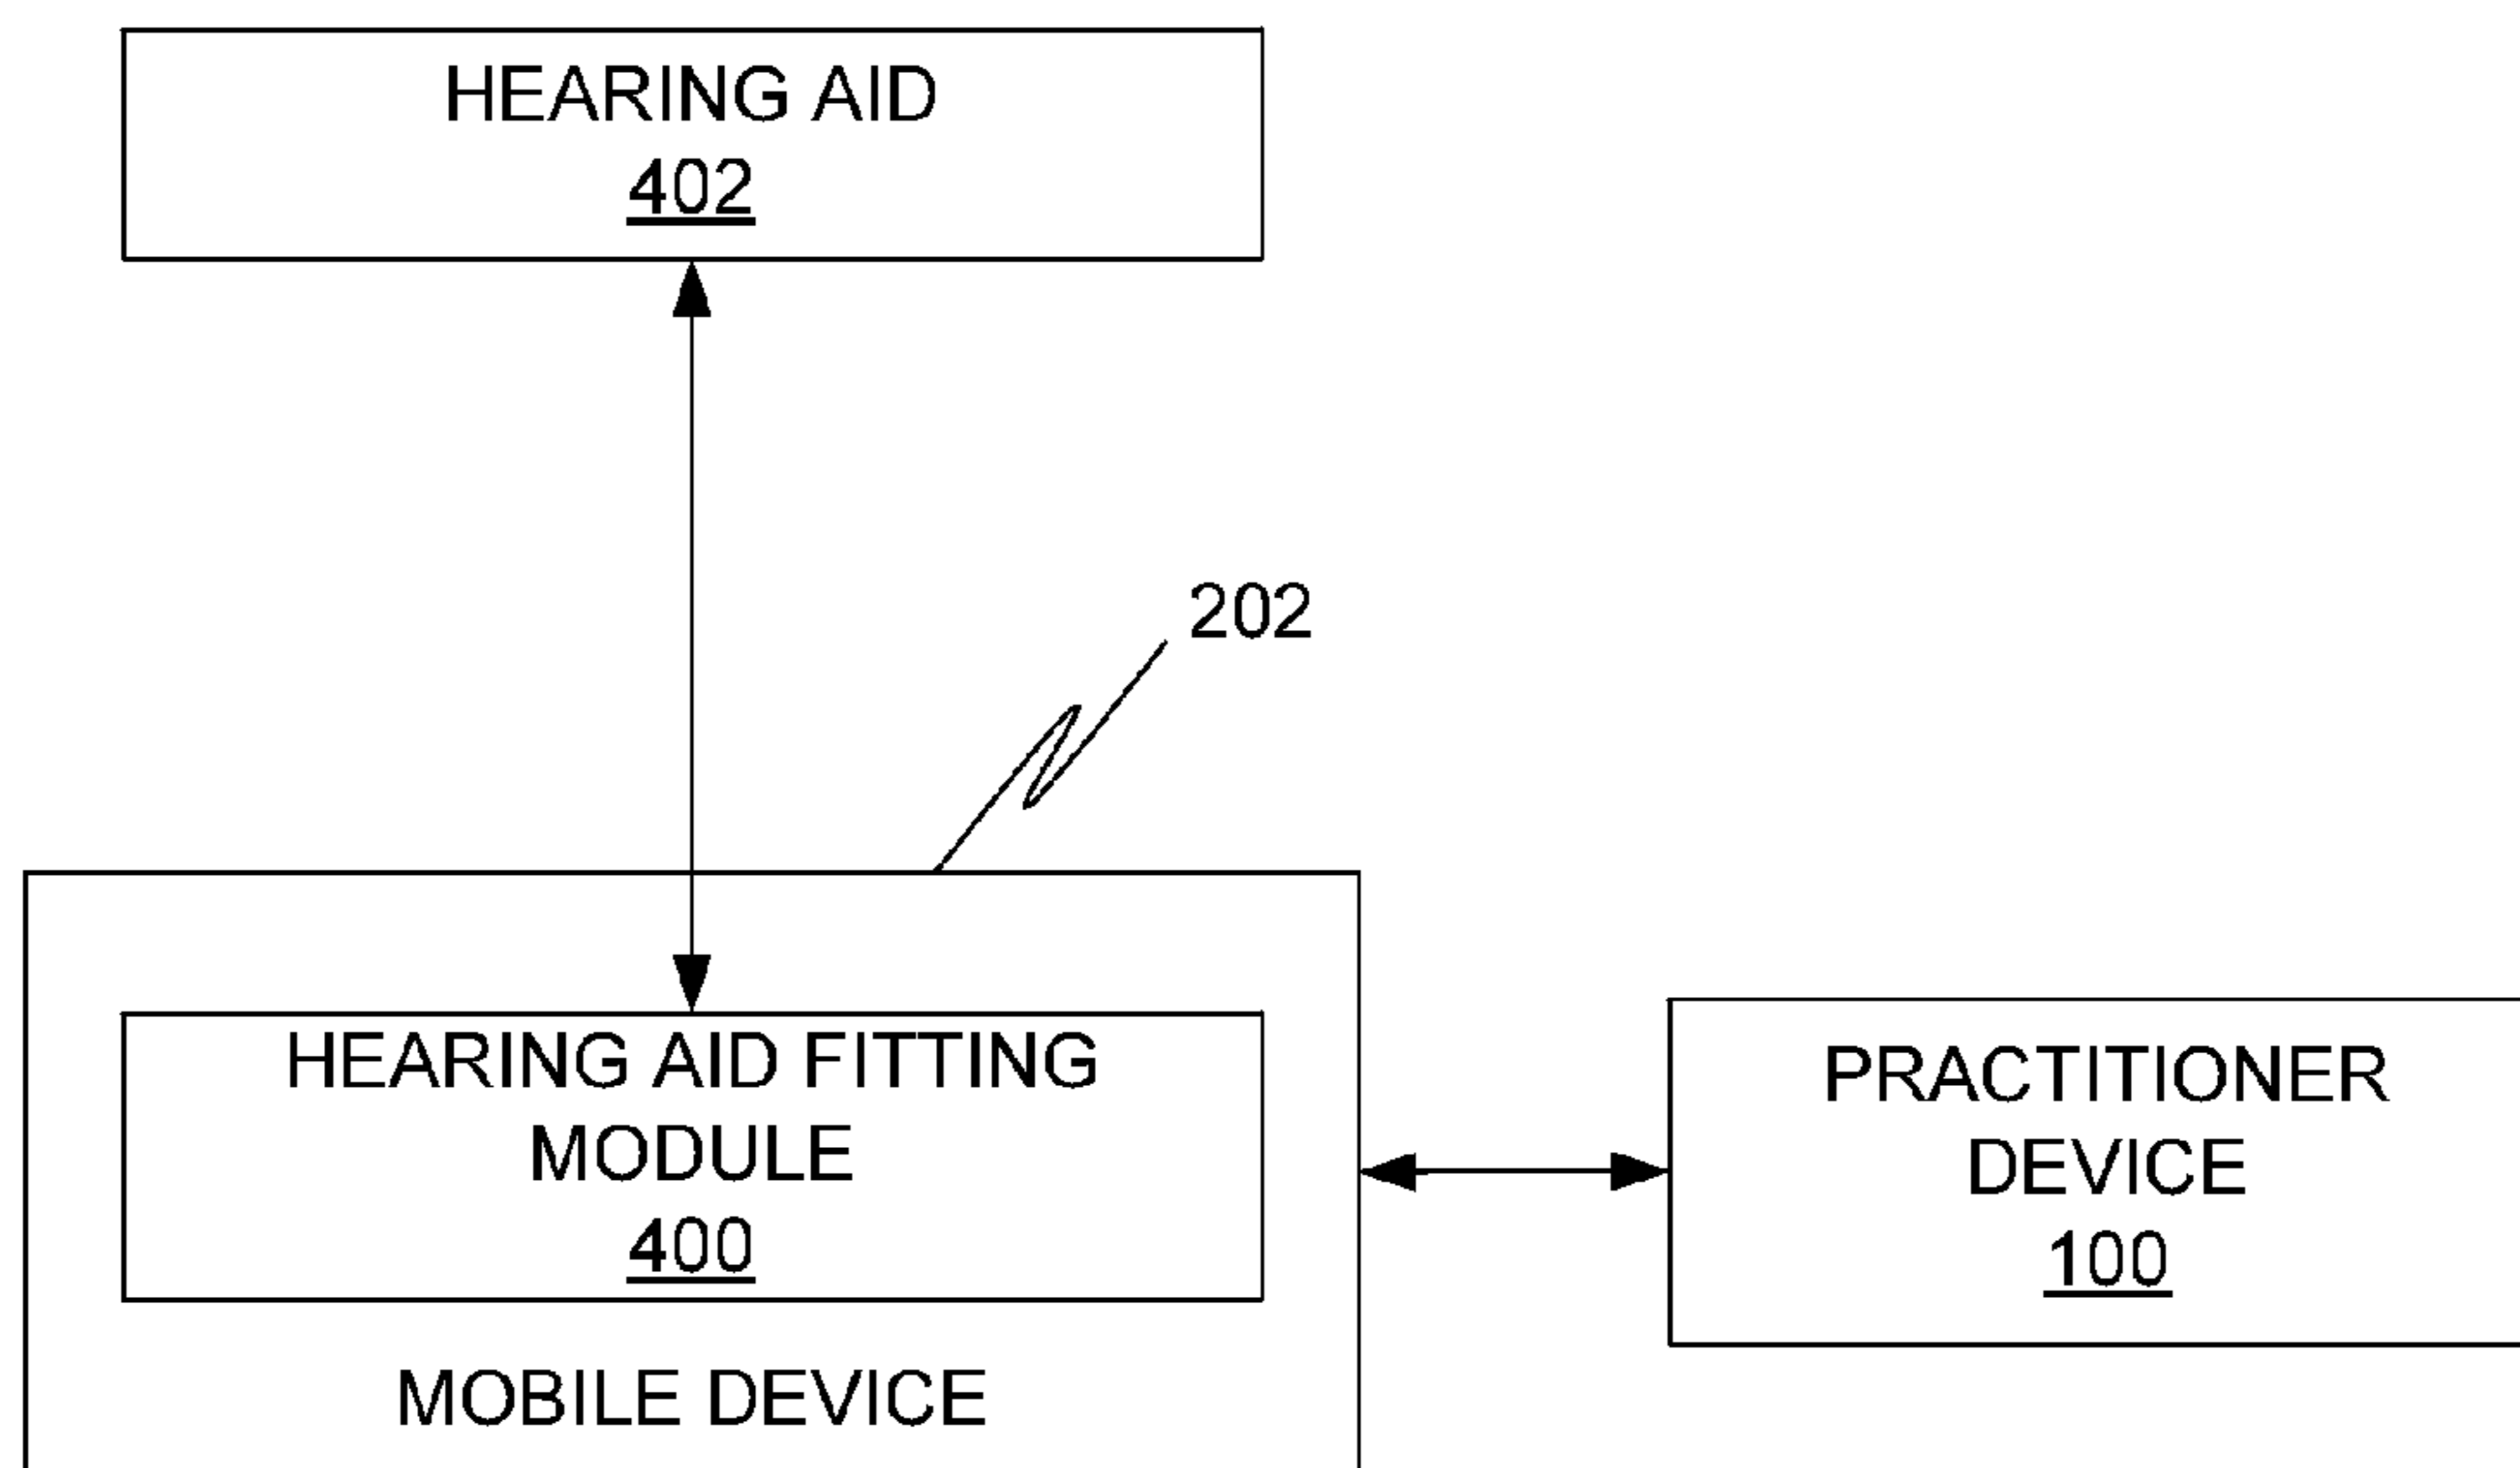 HEARING AID
402
202
HEARING AID FITTING
MODULE
400
MOBILE DEVICE
PRACTITIONER
DEVICE
100